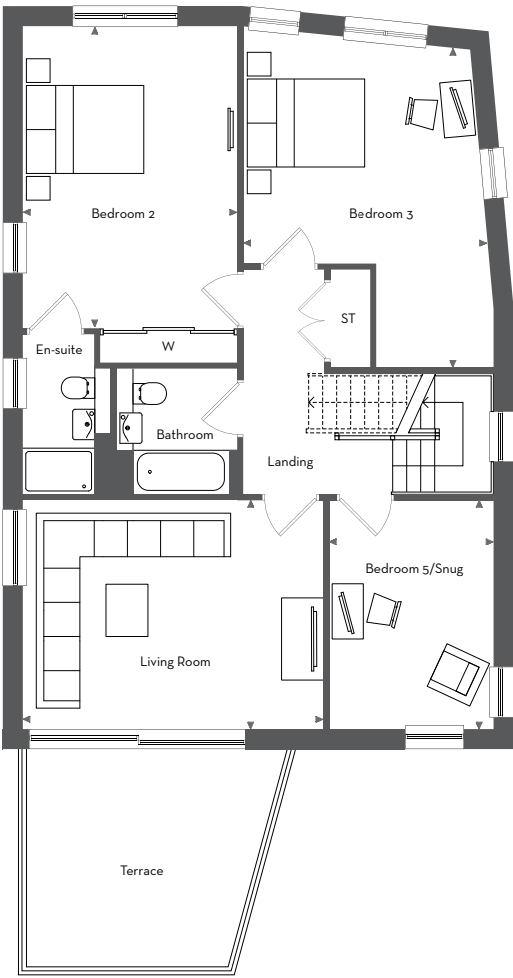 Bedroom 2
Bedroom 3
ST
W
En-suite
Bathroom
Landing
Bedroom 5/Snug
Living Room
Terrace